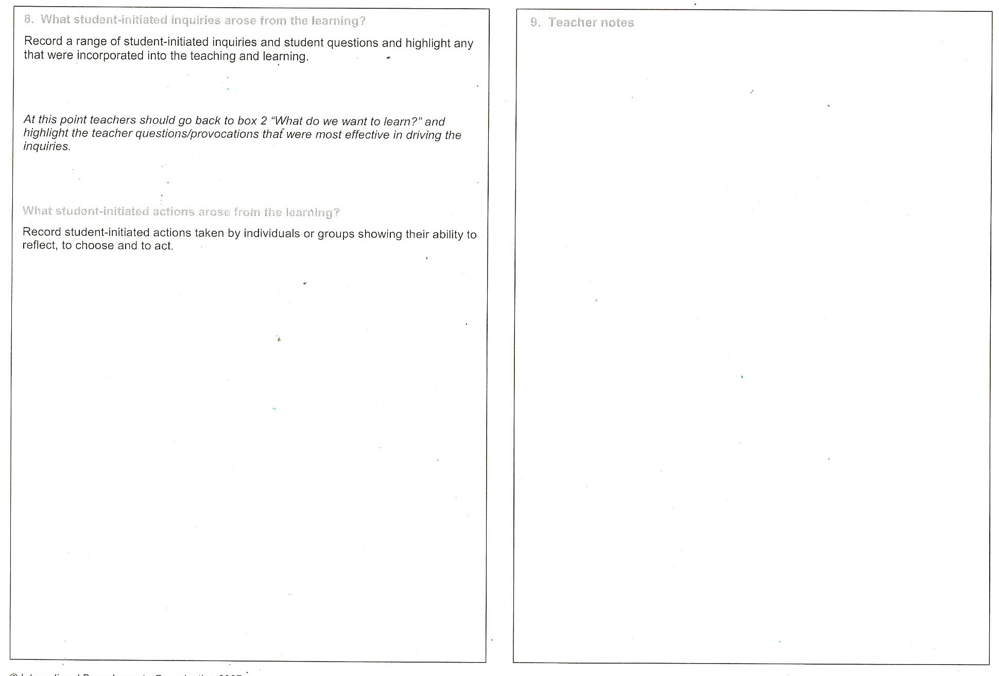 8. What student-initiated inquiries arose from the learning?
Record a range of student-initiated inquiries and student questions and highlight any
that were incorporated into the teaching and learning.
At this point teachers should go back to box 2 “What do we want to learn?” and
highlight the teacher questions/provocations that were most effective in driving the
inquiries.
What student-initiated actions arose from the learning?
Record student-initiated actions taken by individuals or groups showing their ability to
reflect, to choose and to act.
9. Teacher notes